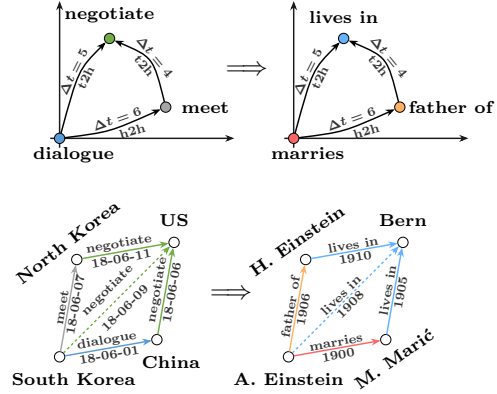 negotiate
Δt = 5
t2h
Δt = 4
t2h
meet
Δt = 6
h2h
dialogue
lives in
Δt = 5
t2h
Δt = 4
t2h
father of
Δt = 6
h2h
marries
North Korea
US
negotiate
18-06-11
meet
18-06-07
negotiate
18-06-09
negotiate
18-06-06
dialogue
18-06-01
China
South Korea
H. Einstein
Bern
lives in
1910
father of
1906
lives in
1908
lives in
1905
marries
1900
M. Marić
A. Einstein